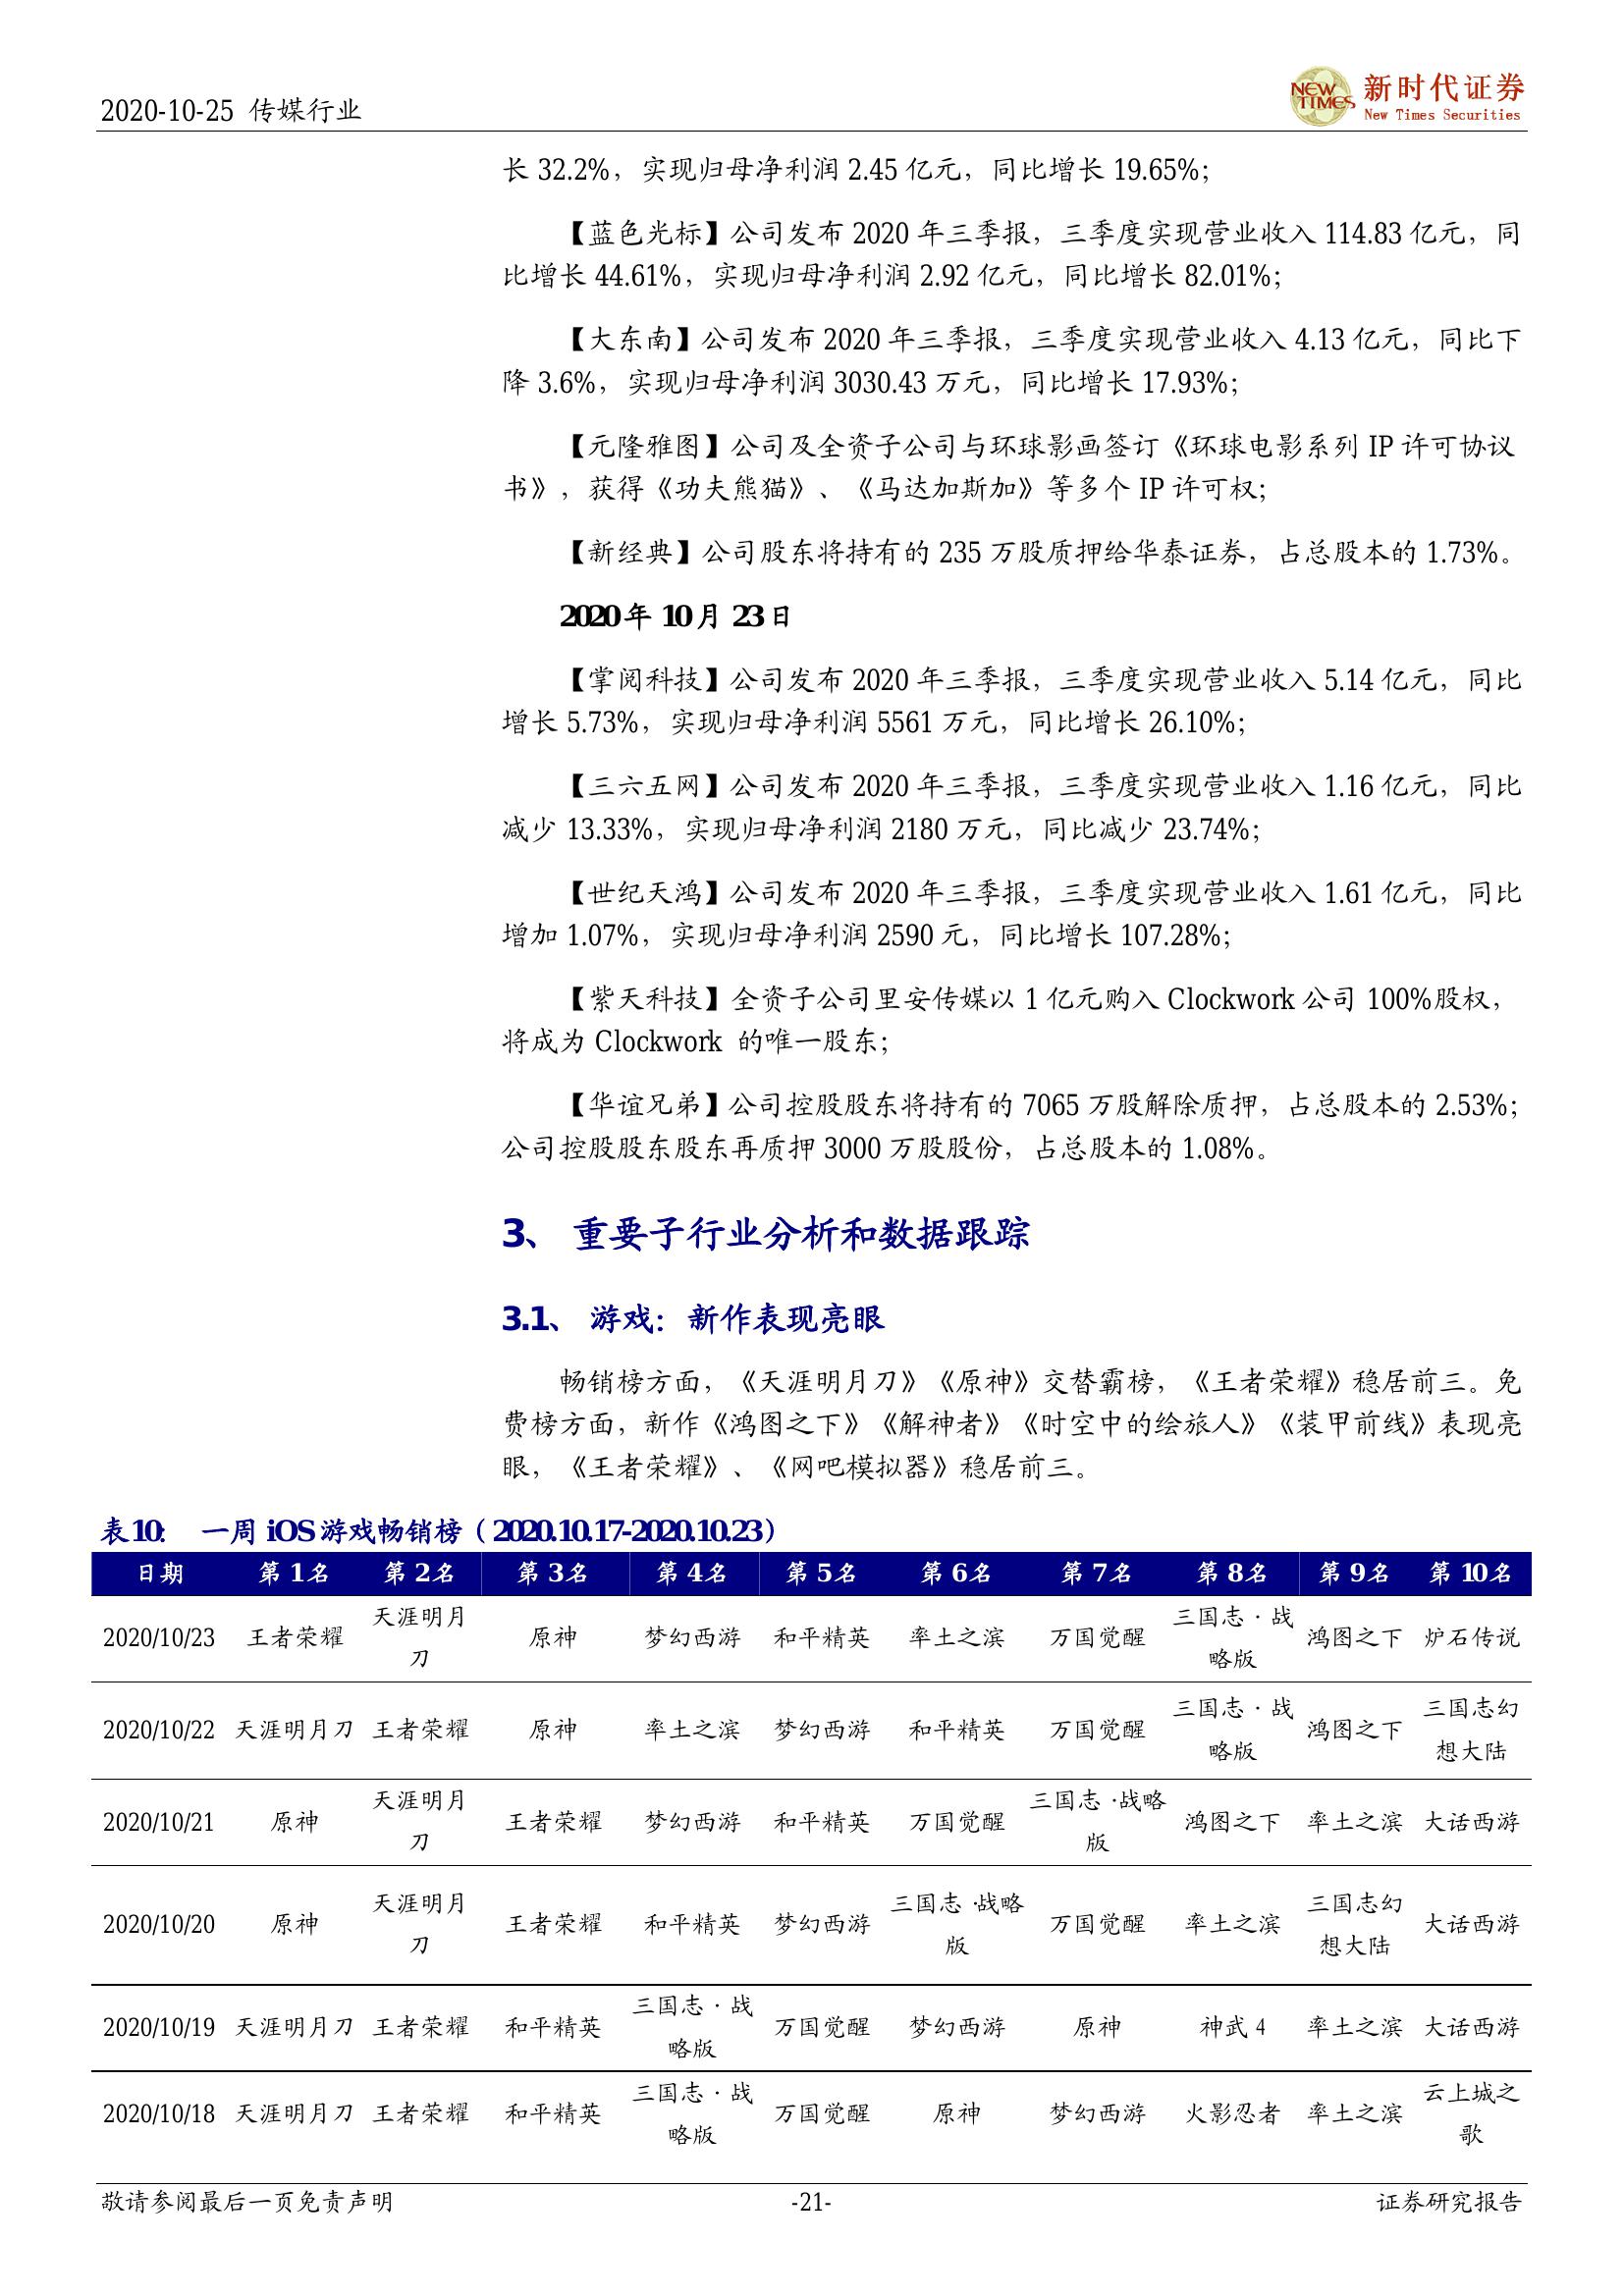 2020-10-25 传媒行业
NEW TIMES 新时代证券
New Times Securities
长 32.2%，实现归母净利润 2.45 亿元，同比增长 19.65%；
【蓝色光标】公司发布 2020 年三季报，三季度实现营业收入 114.83 亿元，同
比增长 44.61%，实现归母净利润 2.92 亿元，同比增长 82.01%；
【大东南】公司发布 2020 年三季报，三季度实现营业收入 4.13 亿元，同比下
降 3.6%，实现归母净利润 3030.43 万元，同比增长 17.93%；
【元隆雅图】公司及全资子公司与环球影画签订《环球电影系列 IP 许可协议
书》，获得《功夫熊猫》、《马达加斯加》等多个 IP 许可权；
【新经典】公司股东将持有的 235 万股质押给华泰证券，占总股本的 1.73%。
2020 年 10 月 23 日
【掌阅科技】公司发布 2020 年三季报，三季度实现营业收入 5.14 亿元，同比
增长 5.73%，实现归母净利润 5561 万元，同比增长 26.10%；
【三六五网】公司发布 2020 年三季报，三季度实现营业收入 1.16 亿元，同比
减少 13.33%，实现归母净利润 2180 万元，同比减少 23.74%；
【世纪天鸿】公司发布 2020 年三季报，三季度实现营业收入 1.61 亿元，同比
增加 1.07%，实现归母净利润 2590 元，同比增长 107.28%；
【紫天科技】全资子公司里安传媒以 1 亿元购入 Clockwork 公司 100%股权，
将成为 Clockwork 的唯一股东；
【华谊兄弟】公司控股股东将持有的 7065 万股解除质押，占总股本的 2.53%；
公司控股股东股东再质押 3000 万股股份，占总股本的 1.08%。
3、 重要子行业分析和数据跟踪
3.1、 游戏：新作表现亮眼
畅销榜方面，《天涯明月刀》《原神》交替霸榜，《王者荣耀》稳居前三。免
费榜方面，新作《鸿图之下》《解神者》《时空中的绘旅人》《装甲前线》表现亮
眼，《王者荣耀》、《网吧模拟器》稳居前三。
表10： 一周 iOS 游戏畅销榜（2020.10.17-2020.10.23）
日期 第 1名 第 2名 第 3名 第 4名 第 5名 第 6名 第 7名 第 8名 第 9名 第 10名
2020/10/23 王者荣耀 天涯明月刀 原神 梦幻西游 和平精英 率土之滨 万国觉醒 三国志·战略版 鸿图之下 炉石传说
2020/10/22 天涯明月刀 王者荣耀 原神 率土之滨 梦幻西游 和平精英 万国觉醒 三国志·战略版 鸿图之下 三国志幻想大陆
2020/10/21 原神 天涯明月刀 王者荣耀 梦幻西游 和平精英 万国觉醒 三国志·战略版 鸿图之下 率土之滨 大话西游
2020/10/20 原神 天涯明月刀 王者荣耀 和平精英 梦幻西游 三国志·战略版 万国觉醒 率土之滨 三国志幻想大陆 大话西游
2020/10/19 天涯明月刀 王者荣耀 和平精英 三国志·战略版 万国觉醒 梦幻西游 原神 神武 4 率土之滨 大话西游
2020/10/18 天涯明月刀 王者荣耀 和平精英 三国志·战略版 万国觉醒 原神 梦幻西游 火影忍者 率土之滨 云上城之歌
敬请参阅最后一页免责声明 -21- 证券研究报告